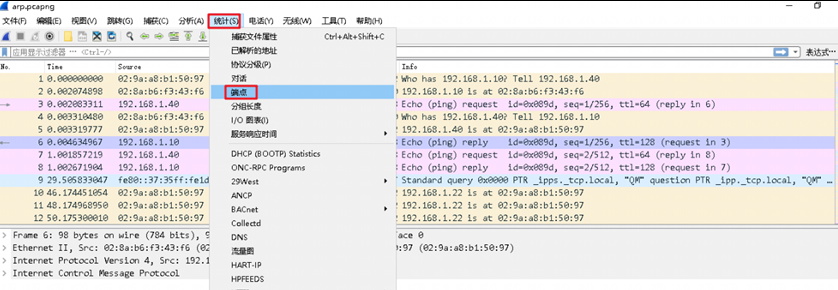 arp.pcapng
文件(F) 编辑(E) 视图(V) 跳转(G) 捕获(C) 分析(A) 统计(S) 电话(Y) 无线(W) 工具(T) 帮助(H)
应用显示过滤器 … <Ctrl-/> 表达式…
No. Time Source Info
1 0.000000000 02:9a:a8:b1:50:97 Who has 192.168.1.10? Tell 192.168.1.40
2 0.002074898 02:8a:b6:f3:43:f6 192.168.1.10 is at 02:8a:b6:f3:43:f6
3 0.002083311 192.168.1.40 Echo (ping) request id=0x089d, seq=1/256, ttl=64 (reply in 6)
4 0.003310480 02:8a:b6:f3:43:f6 Who has 192.168.1.40? Tell 192.168.1.10
5 0.003319777 02:9a:a8:b1:50:97 192.168.1.40 is at 02:9a:a8:b1:50:97
6 0.004634967 192.168.1.10 Echo (ping) reply id=0x089d, seq=1/256, ttl=128 (request in 3)
7 1.001857219 192.168.1.40 Echo (ping) request id=0x089d, seq=2/512, ttl=64 (reply in 8)
8 1.002671904 192.168.1.10 Echo (ping) reply id=0x089d, seq=2/512, ttl=128 (request in 7)
9 29.505833047 fe80::37:35ff:fe1d Standard query 0x0000 PTR _ipps._tcp.local, "QM" question PTR _ipp._tcp.local, "QM" …
10 46.174451054 02:9a:a8:b1:50:97 192.168.1.22 is at 02:9a:a8:b1:50:97
11 48.174968950 02:9a:a8:b1:50:97 192.168.1.22 is at 02:9a:a8:b1:50:97
12 50.175300010 02:9a:a8:b1:50:97 192.168.1.22 is at 02:9a:a8:b1:50:97
捕获文件属性 Ctrl+Alt+Shift+C
已解析的地址
协议分级(P)
对话
端点
分组长度
I/O 图表(I)
服务响应时间
DHCP (BOOTP) Statistics
ONC-RPC Programs
29West
ANCP
BACnet
Collectd
DNS
流量图
HART-IP
HPFEEDS
Frame 6: 98 bytes on wire (784 bits), 9 face 0
Ethernet II, Src: 02:8a:b6:f3:43:f6 (02 50:97 (02:9a:a8:b1:50:97)
Internet Protocol Version 4, Src: 192.1
Internet Control Message Protocol